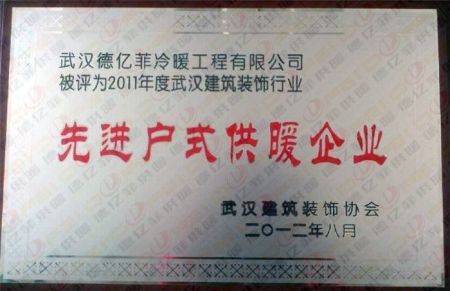 武汉德亿菲冷暖工程有限公司
被评为2011年度武汉建筑装饰行业
先进户式供暖企业
武汉建筑装饰协会
二〇一二年八月